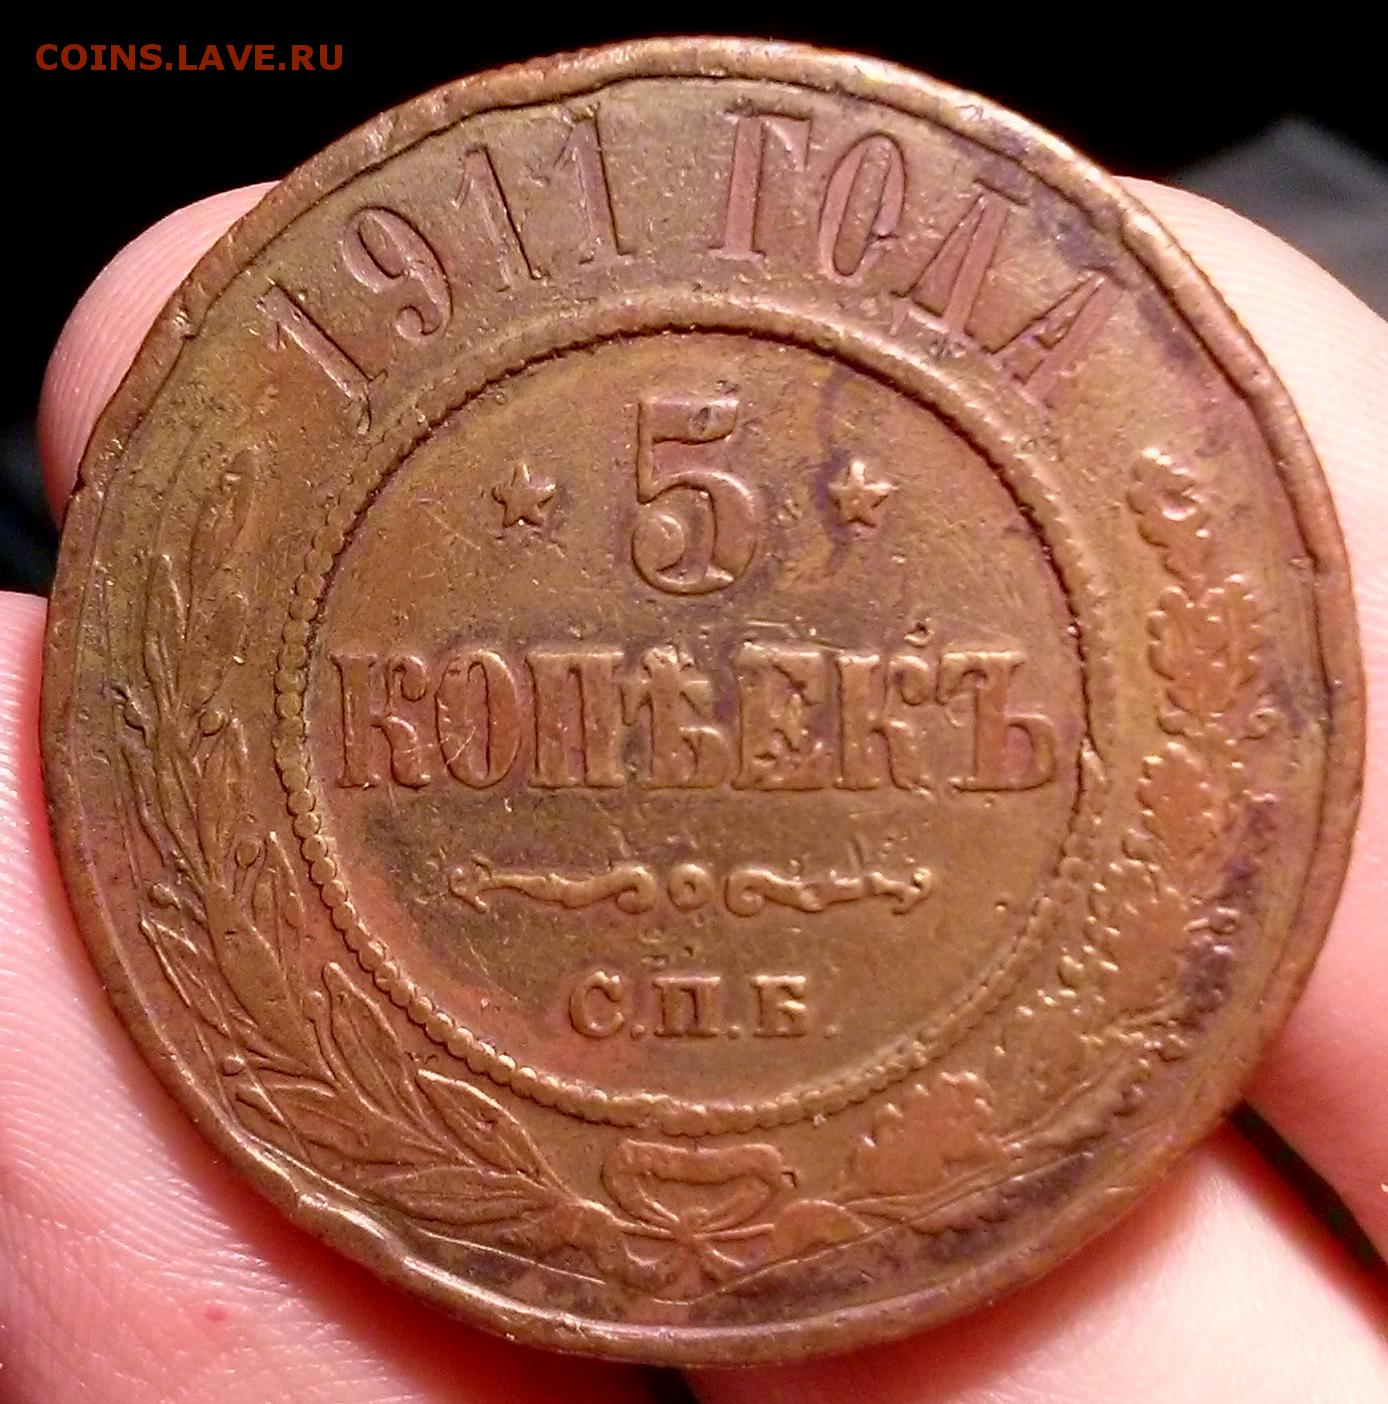 COINS.LAVE.RU
1911 ГОДА
5
КОПѢЕКЪ
С.П.Б.